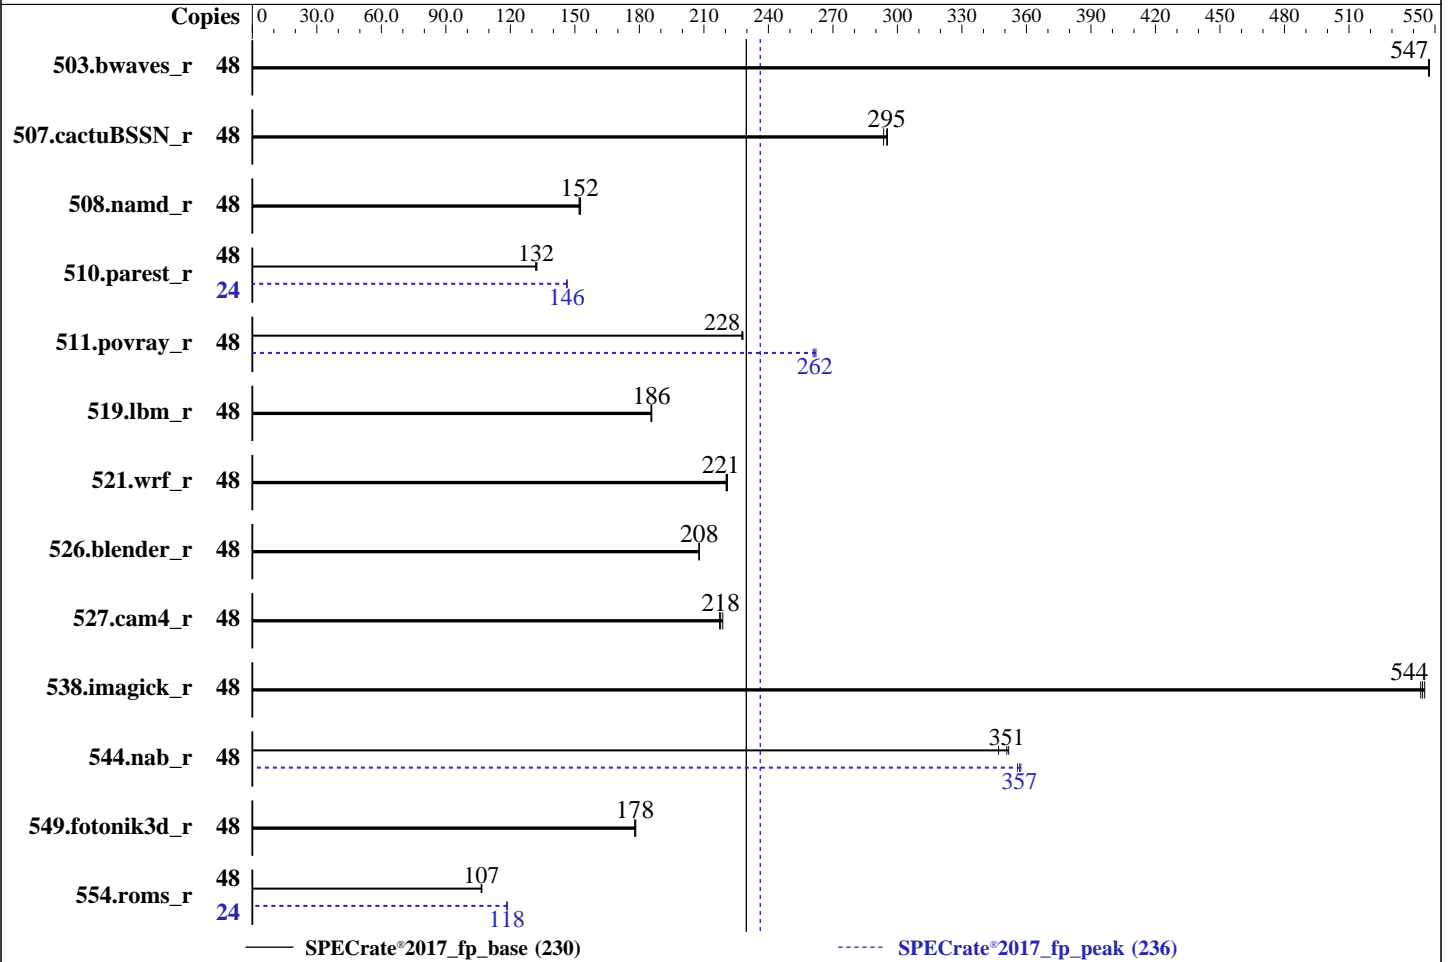 Copies 0 30.0 60.0 90.0 120 150 180 210 240 270 300 330 360 390 420 450 480 510 550
503.bwaves_r 48 547
507.cactuBSSN_r 48 295
508.namd_r 48 152
510.parest_r 48 132
24 146
511.povray_r 48 228
262
519.lbm_r 48 186
521.wrf_r 48 221
526.blender_r 48 208
527.cam4_r 48 218
538.imagick_r 48 544
544.nab_r 48 351
357
549.fotonik3d_r 48 178
554.roms_r 48 107
24 118
SPECrate®2017_fp_base (230) SPECrate®2017_fp_peak (236)